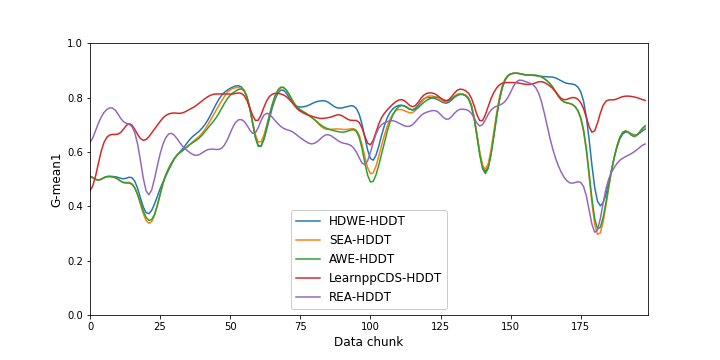 1.0
0.8
0.6
0.4
0.2
0.0
G-mean1
HDWE-HDDT
SEA-HDDT
AWE-HDDT
LearnppCDS-HDDT
REA-HDDT
0 25 50 75 100 125 150 175
Data chunk